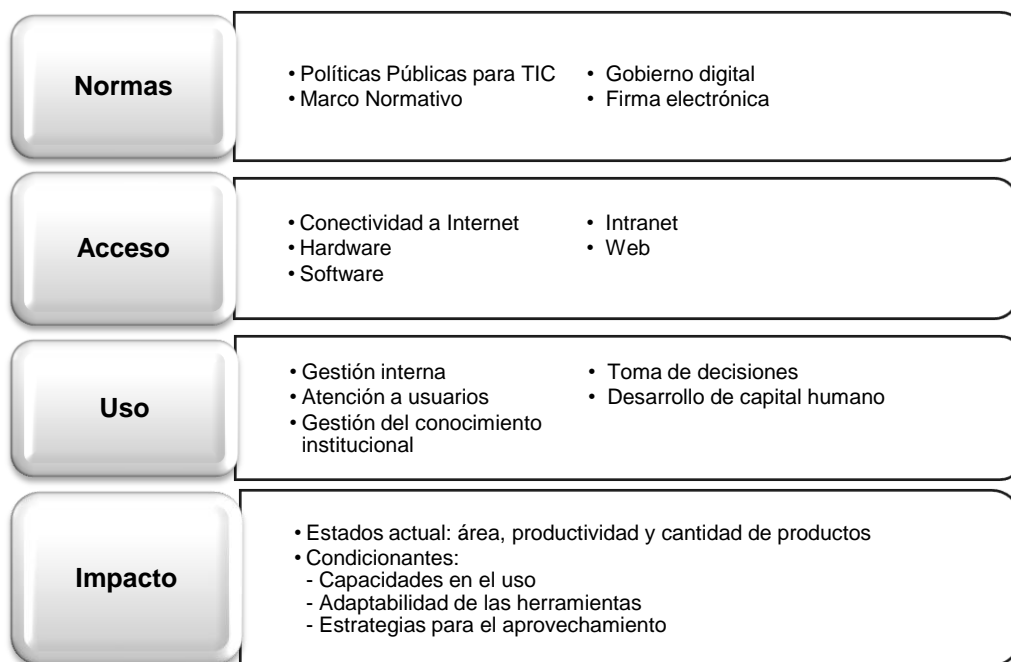 Normas
• Políticas Públicas para TIC
• Marco Normativo
• Gobierno digital
• Firma electrónica
Acceso
• Conectividad a Internet
• Hardware
• Software
• Intranet
• Web
Uso
• Gestión interna
• Atención a usuarios
• Gestión del conocimiento
institucional
• Toma de decisiones
• Desarrollo de capital humano
Impacto
• Estados actual: área, productividad y cantidad de productos
• Condicionantes:
- Capacidades en el uso
- Adaptabilidad de las herramientas
- Estrategias para el aprovechamiento